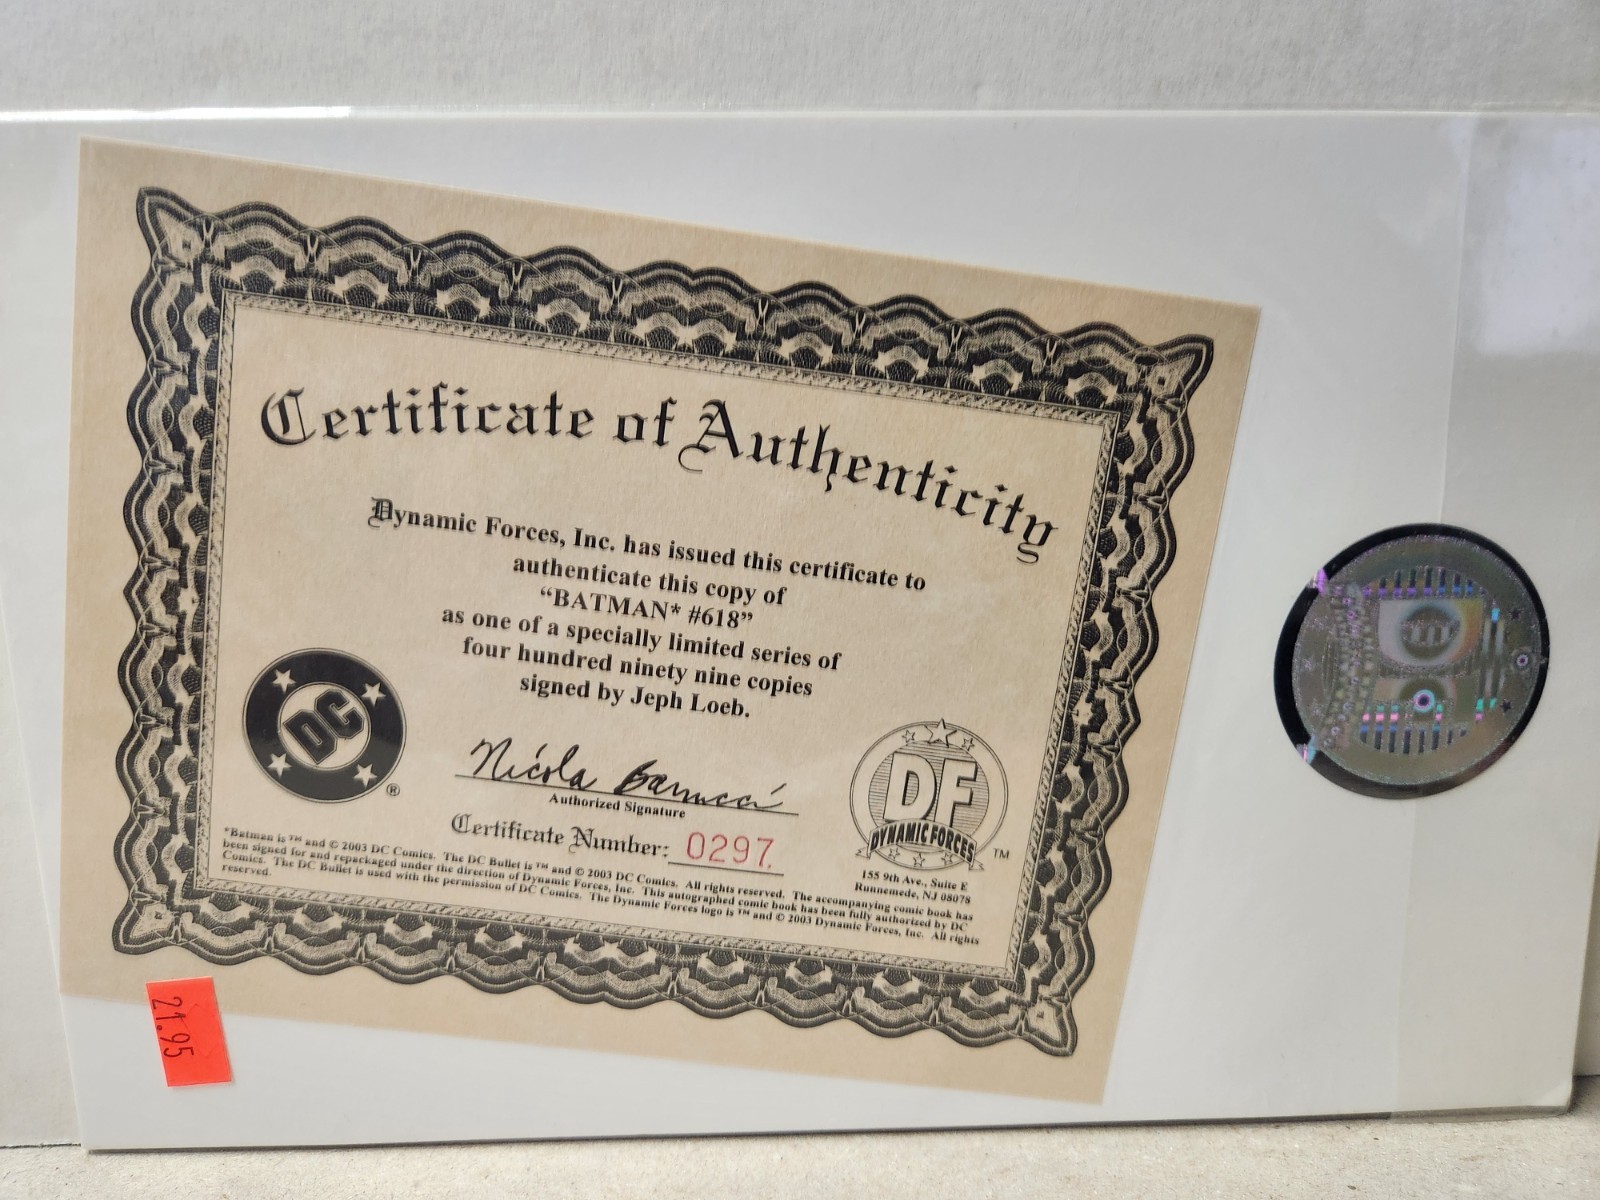 Certificate of Authenticity
Dynamic Forces, Inc. has issued this certificate to
authenticate this copy of
“BATMAN* #618”
as one of a specially limited series of
four hundred ninety nine copies
signed by Jeph Loeb.
DC
®
Nicola Barrucci
Authorized Signature
Certificate Number: 0297.
DF
DYNAMIC FORCES
TM
155 9th Ave., Suite E
Runnemede, NJ 08078
*Batman is ™ and © 2003 DC Comics. The DC Bullet is ™ and © 2003 DC Comics. All rights reserved. The accompanying comic book has
been signed for and repackaged under the direction of Dynamic Forces, Inc. This autographed comic book has been fully authorized by DC
Comics. The DC Bullet is used with the permission of DC Comics. The Dynamic Forces logo is ™ and © 2003 Dynamic Forces, Inc. All rights
reserved.
21.95